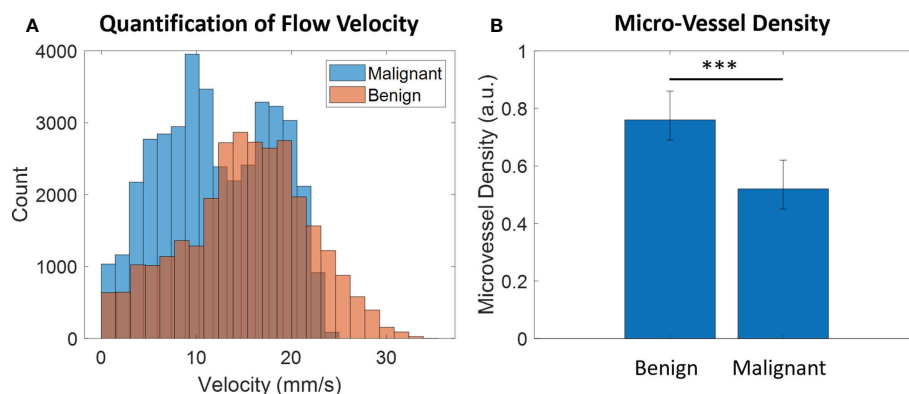 A
Quantification of Flow Velocity
4000
3000
2000
1000
0
Count
Malignant
Benign
0 10 20 30
Velocity (mm/s)
B
Micro-Vessel Density
1
0.8
0.6
0.4
0.2
0
Microvessel Density (a.u.)
***
Benign Malignant